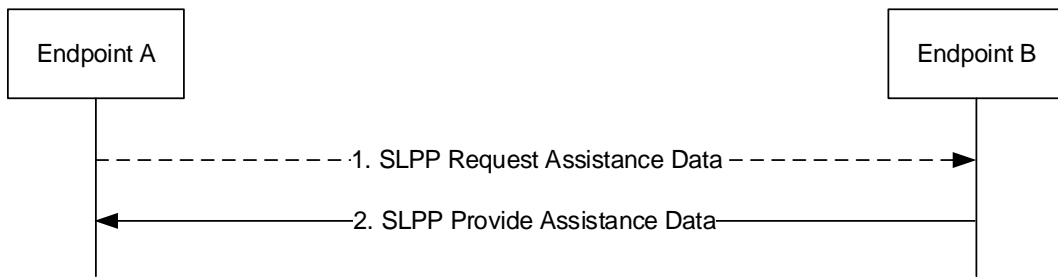 Endpoint A
Endpoint B
1. SLPP Request Assistance Data
2. SLPP Provide Assistance Data